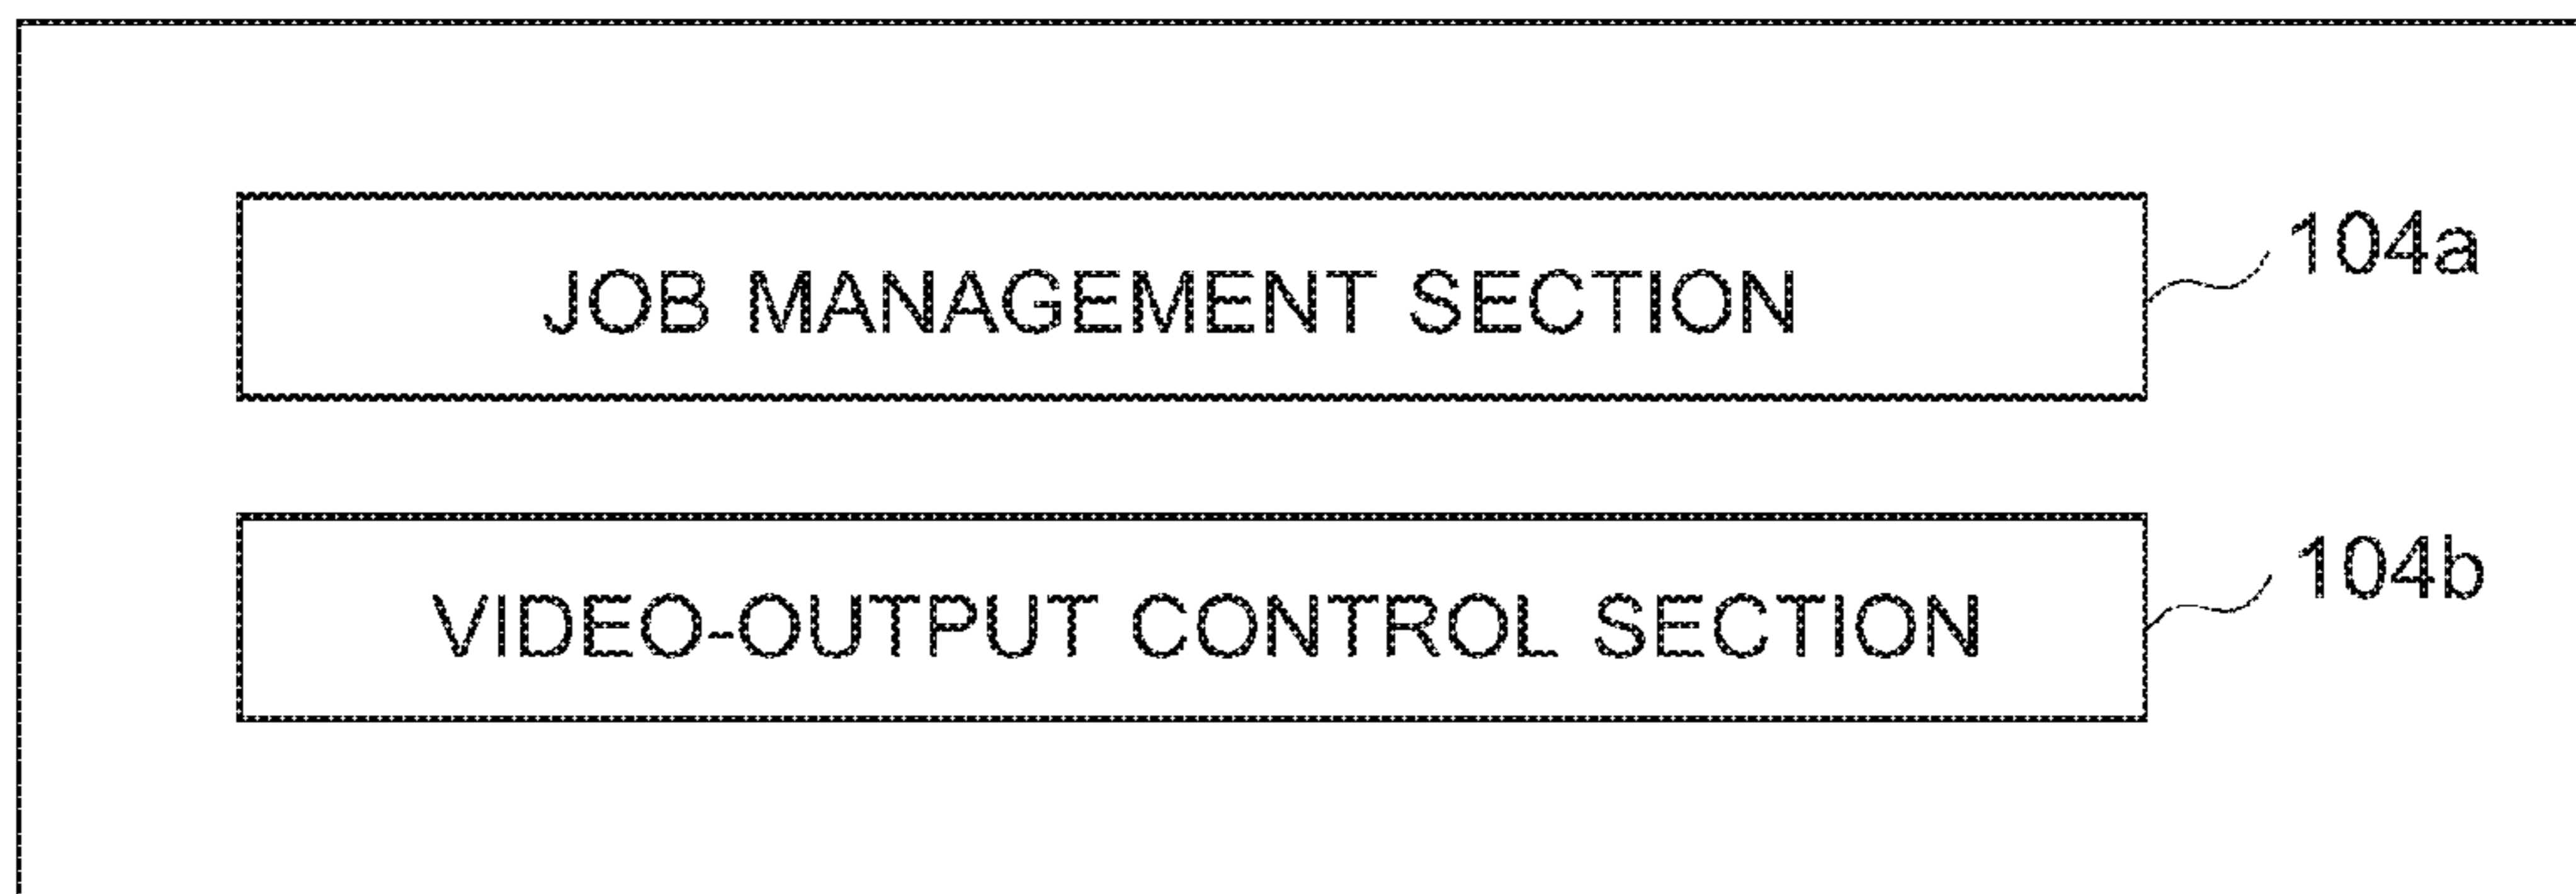 JOB MANAGEMENT SECTION 104a
VIDEO-OUTPUT CONTROL SECTION 104b